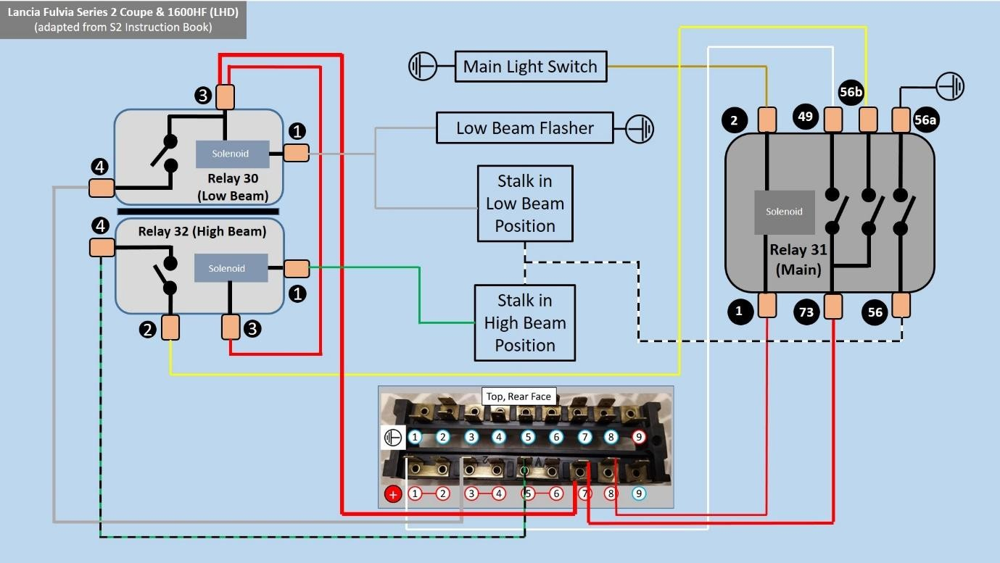 Lancia Fulvia Series 2 Coupe & 1600HF (LHD)
(adapted from S2 Instruction Book)
3
1
4
Solenoid
Relay 30
(Low Beam)
4
Relay 32 (High Beam)
Solenoid
1
2
3
Main Light Switch
Low Beam Flasher
Stalk in
Low Beam
Position
Stalk in
High Beam
Position
2
49
56b
56a
Solenoid
Relay 31
(Main)
1
73
56
Top, Rear Face
1 2 3 4 5 6 7 8 9
2 V
+ 1 2 3 4 5 6 7 8 9